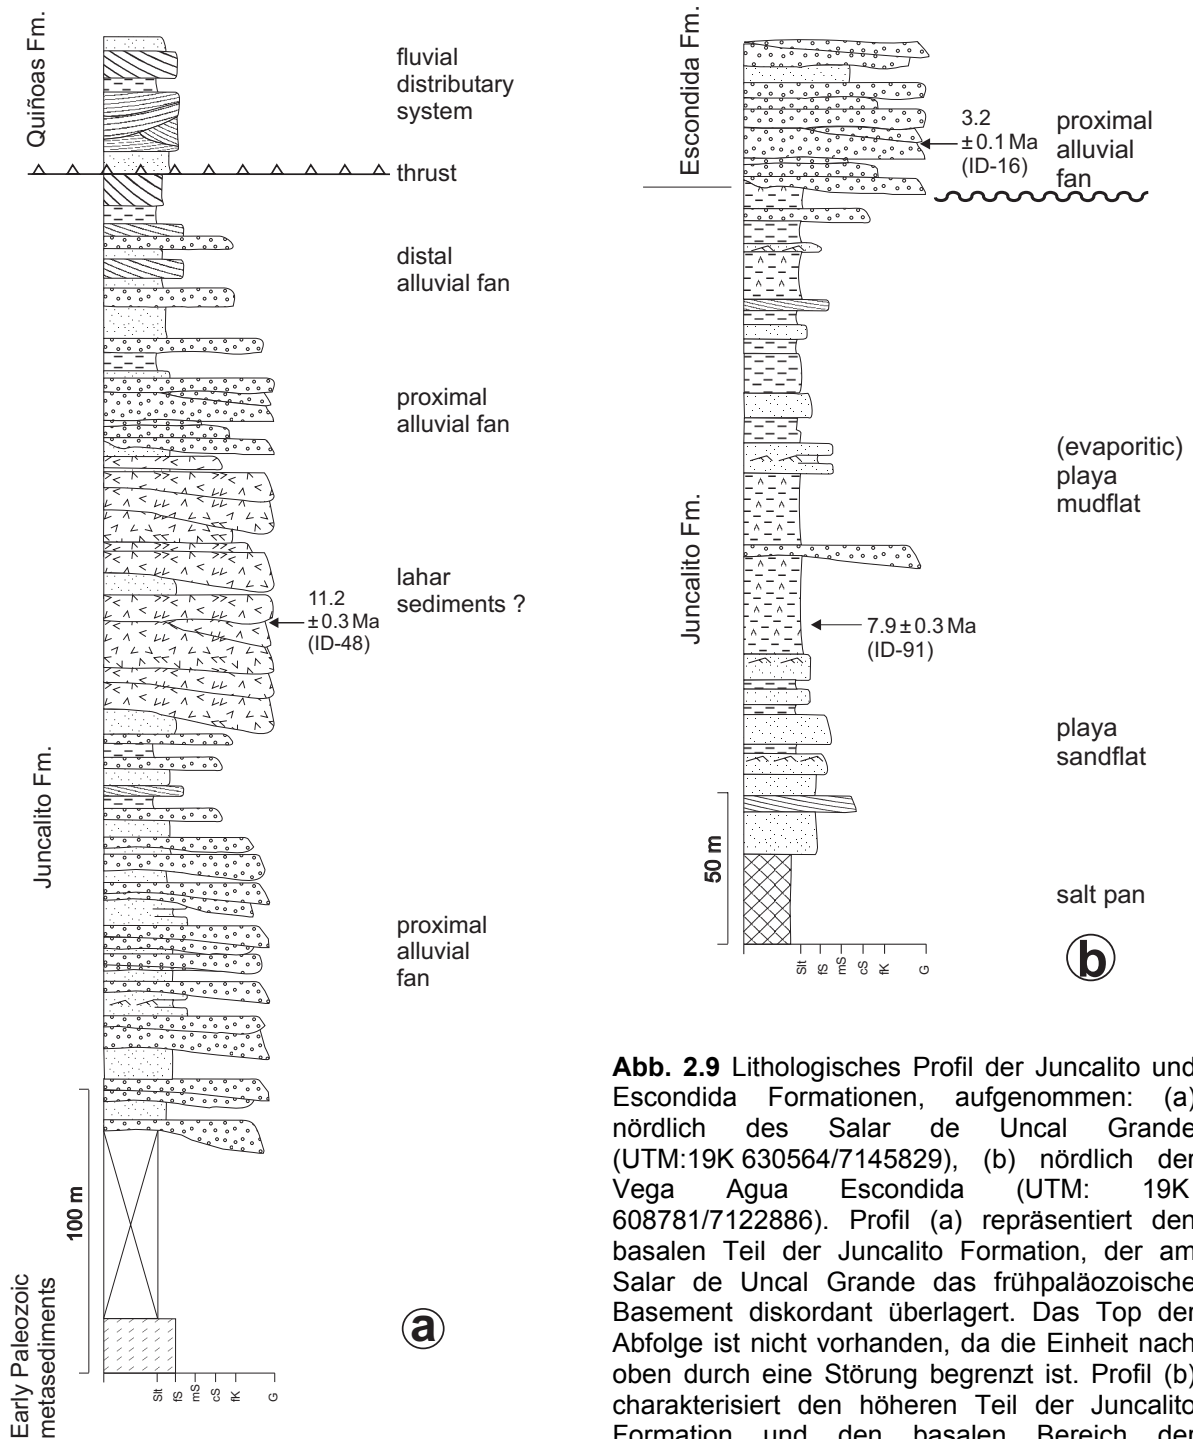 Quiñoas Fm.
fluvial
distributary
system
thrust
distal
alluvial fan
proximal
alluvial fan
lahar
sediments ?
11.2
±0.3 Ma
(ID-48)
Juncalito Fm.
proximal
alluvial
fan
100 m
Early Paleozoic
metasediments
Slt
fS
mS
cS
fK
G
a
Escondida Fm.
3.2
±0.1 Ma
(ID-16)
proximal
alluvial
fan
Juncalito Fm.
(evaporitic)
playa
mudflat
7.9±0.3 Ma
(ID-91)
playa
sandflat
50 m
salt pan
Slt
fS
mS
cS
fK
G
b
Abb. 2.9 Lithologisches Profil der Juncalito und
Escondida Formationen, aufgenommen: (a)
nördlich des Salar de Uncal Grande
(UTM:19K 630564/7145829), (b) nördlich der
Vega Agua Escondida (UTM: 19K
608781/7122886). Profil (a) repräsentiert den
basalen Teil der Juncalito Formation, der am
Salar de Uncal Grande das frühpaläozoische
Basement diskordant überlagert. Das Top der
Abfolge ist nicht vorhanden, da die Einheit nach
oben durch eine Störung begrenzt ist. Profil (b)
charakterisiert den höheren Teil der Juncalito
Formation und den basalen Bereich der